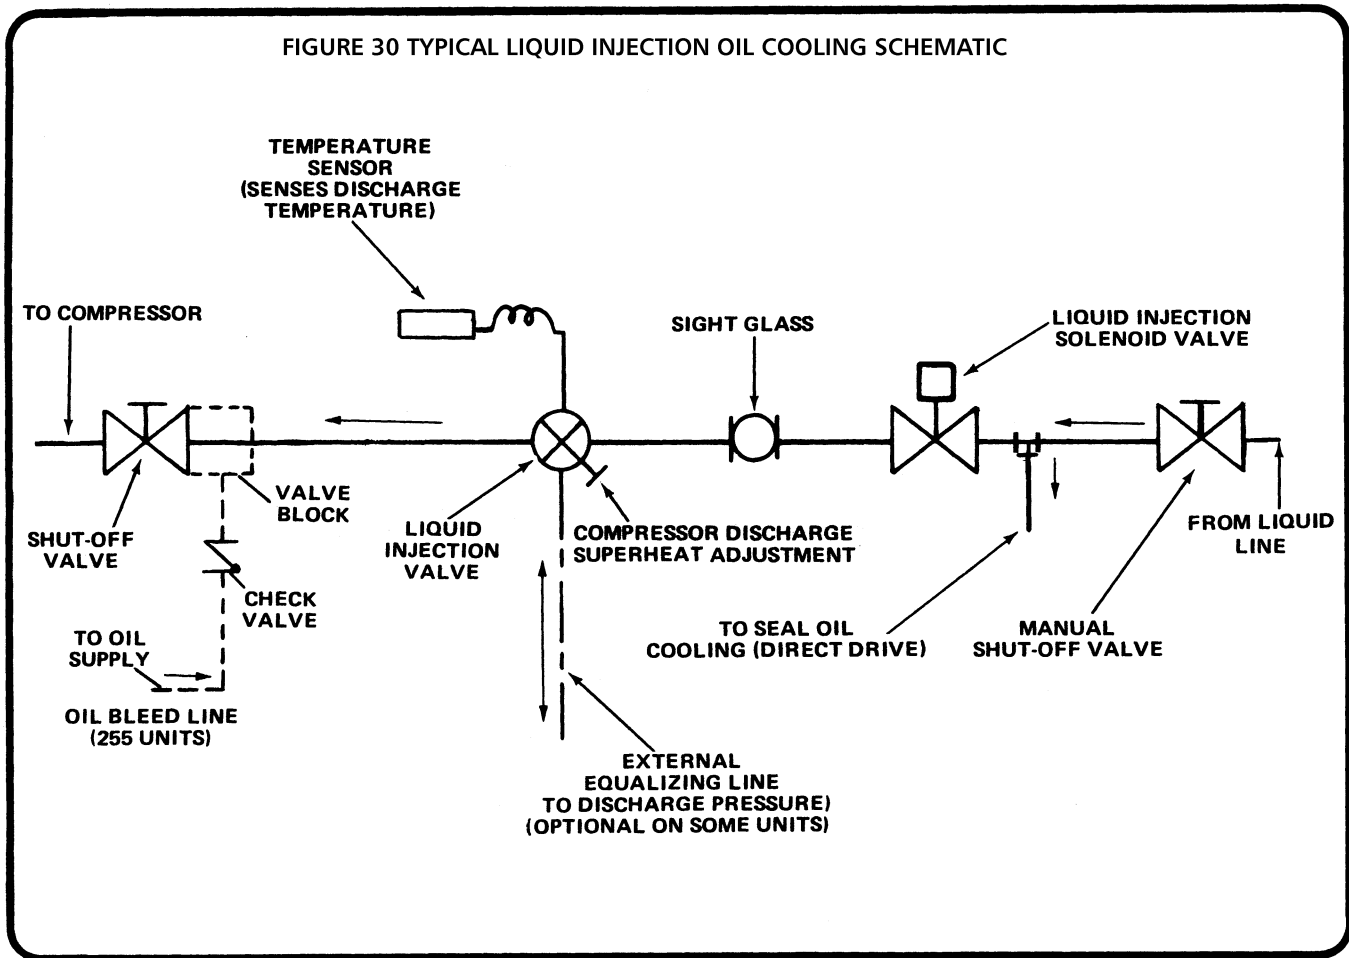 FIGURE 30 TYPICAL LIQUID INJECTION OIL COOLING SCHEMATIC
TEMPERATURE
SENSOR
(SENSES DISCHARGE
TEMPERATURE)
TO COMPRESSOR
SIGHT GLASS
LIQUID INJECTION
SOLENOID VALVE
VALVE
BLOCK
SHUT-OFF
VALVE
LIQUID
INJECTION
VALVE
COMPRESSOR DISCHARGE
SUPERHEAT ADJUSTMENT
FROM LIQUID
LINE
CHECK
VALVE
TO OIL
SUPPLY
OIL BLEED LINE
(255 UNITS)
TO SEAL OIL
COOLING (DIRECT DRIVE)
MANUAL
SHUT-OFF VALVE
EXTERNAL
EQUALIZING LINE
TO DISCHARGE PRESSURE)
(OPTIONAL ON SOME UNITS)